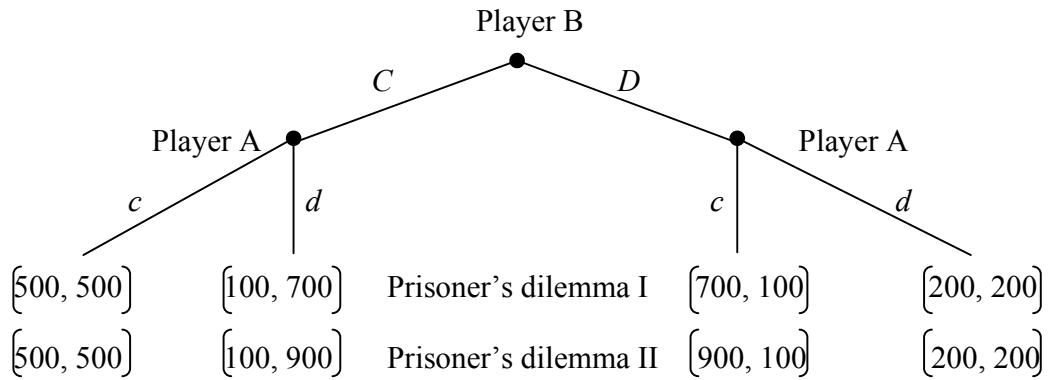 Player B
C D
Player A Player A
c d c d
[500, 500] [100, 700] Prisoner’s dilemma I [700, 100] [200, 200]
[500, 500] [100, 900] Prisoner’s dilemma II [900, 100] [200, 200]